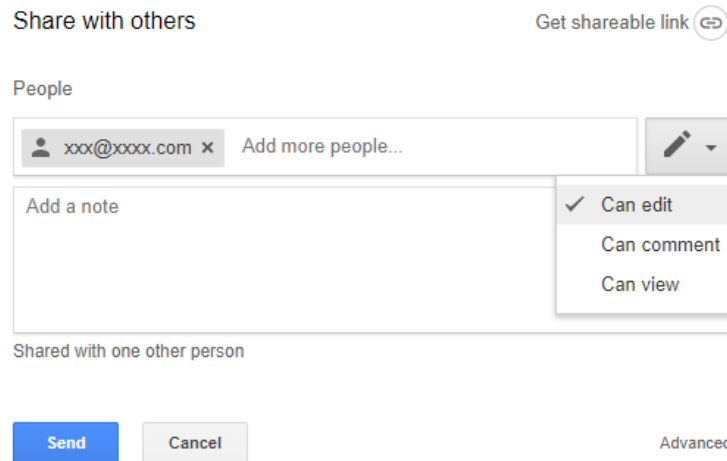 Share with others
Get shareable link
People
xxx@xxxx.com × Add more people...
Add a note
Can edit
Can comment
Can view
Shared with one other person
Send
Cancel
Advanced